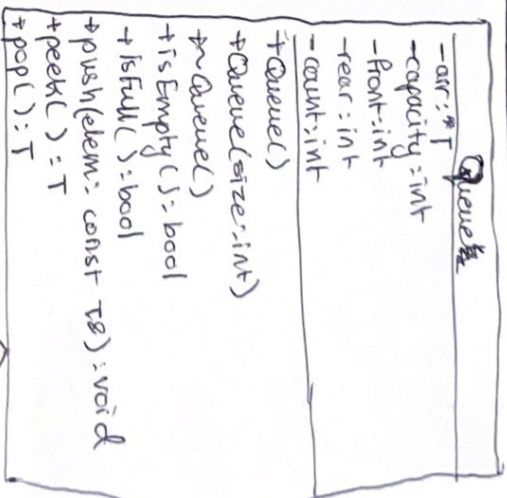 Queue
-arr: *T
-capacity: int
-front: int
-rear: int
-count: int
+Queue()
+Queue(size: int)
+~Queue()
+isEmpty(): bool
+isFull(): bool
+push(elem: const T&): void
+peek(): T
+pop(): T